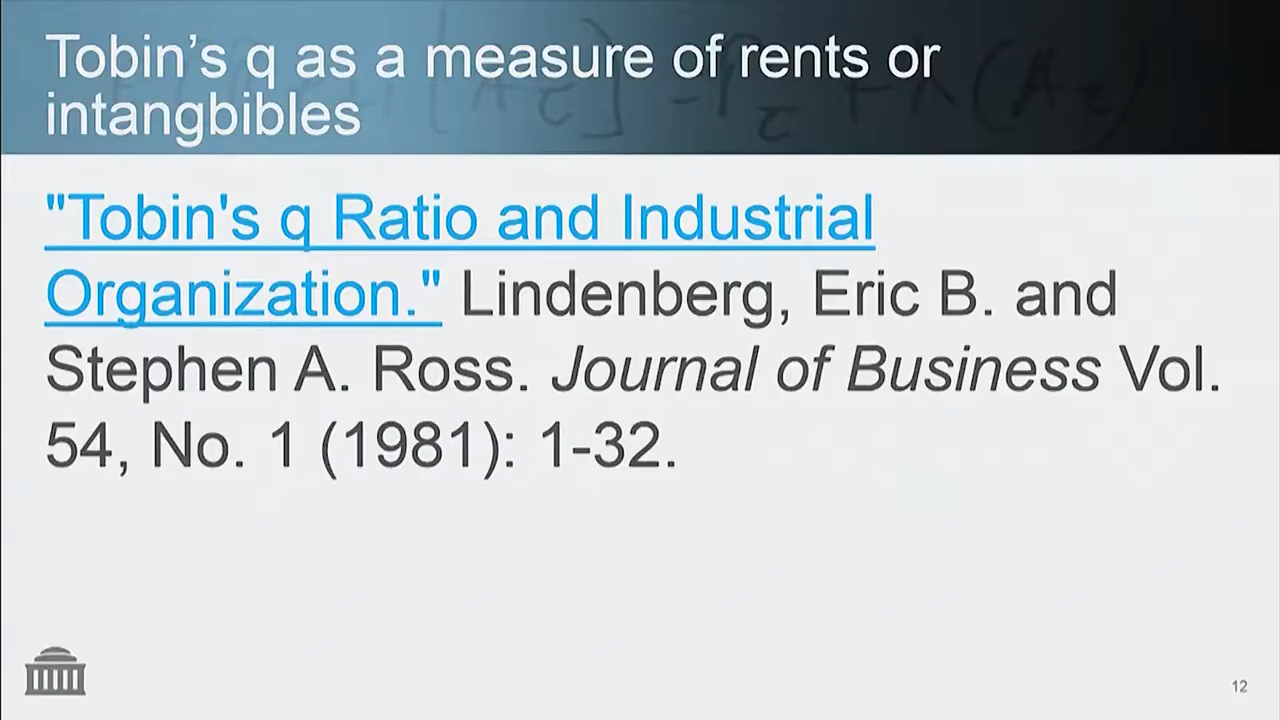 Tobin’s q as a measure of rents or
intangbibles
"Tobin's q Ratio and Industrial
Organization." Lindenberg, Eric B. and
Stephen A. Ross. Journal of Business Vol.
54, No. 1 (1981): 1-32.
12